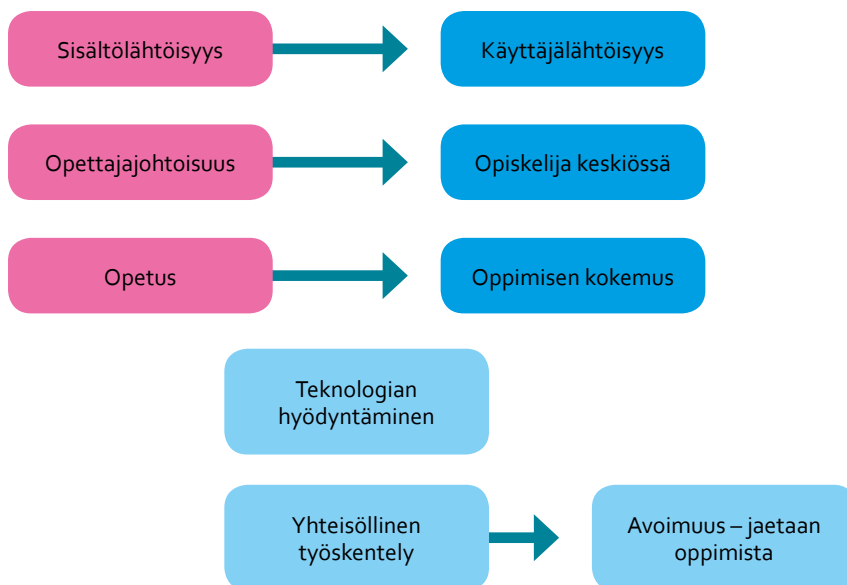 Sisältölähtöisyys
Käyttäjälähtöisyys
Opettajajohtoisuus
Opiskelija keskiössä
Opetus
Oppimisen kokemus
Teknologian
hyödyntäminen
Yhteisöllinen
työskentely
Avoimuus – jaetaan
oppimista